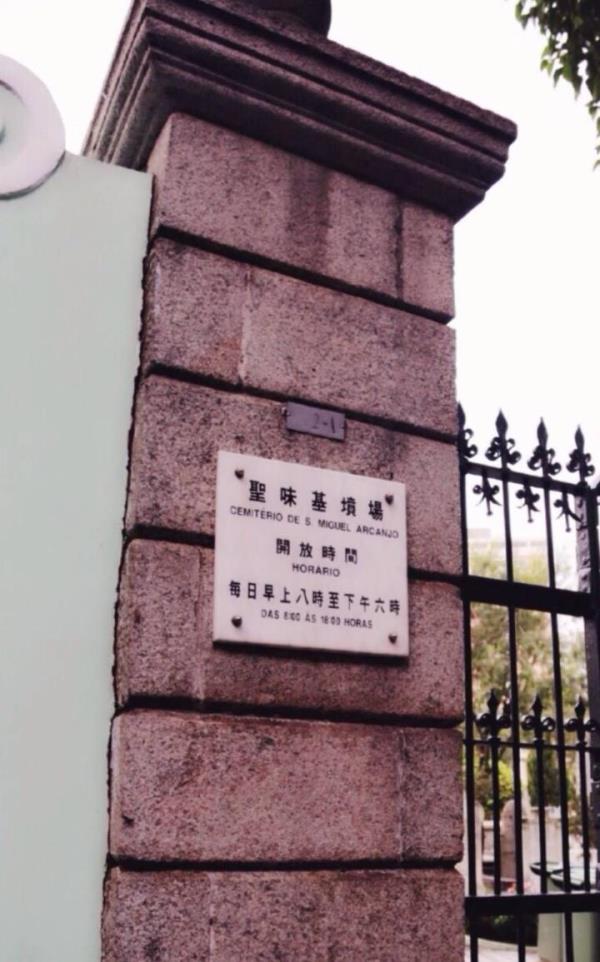 2-A
聖味基墳場
CEMITÉRIO DE S. MIGUEL ARCANJO
開放時間
HORÁRIO
每日早上八時至下午六時
DAS 8:00 ÀS 18:00 HORAS